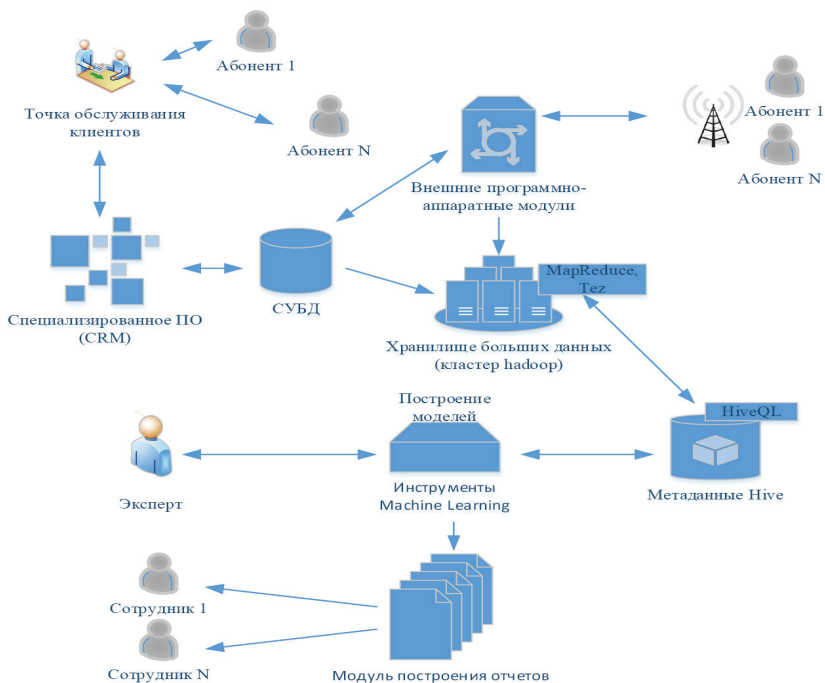 Абонент 1
Точка обслуживания
клиентов
Абонент N
Абонент 1
Абонент N
Внешние программно-
аппаратные модули
Специализированное ПО
(CRM)
СУБД
MapReduce,
Tez
Хранилище больших данных
(кластер hadoop)
Построение
моделей
HiveQL
Эксперт
Инструменты
Machine Learning
Метаданные Hive
Сотрудник 1
Сотрудник N
Модуль построения отчетов